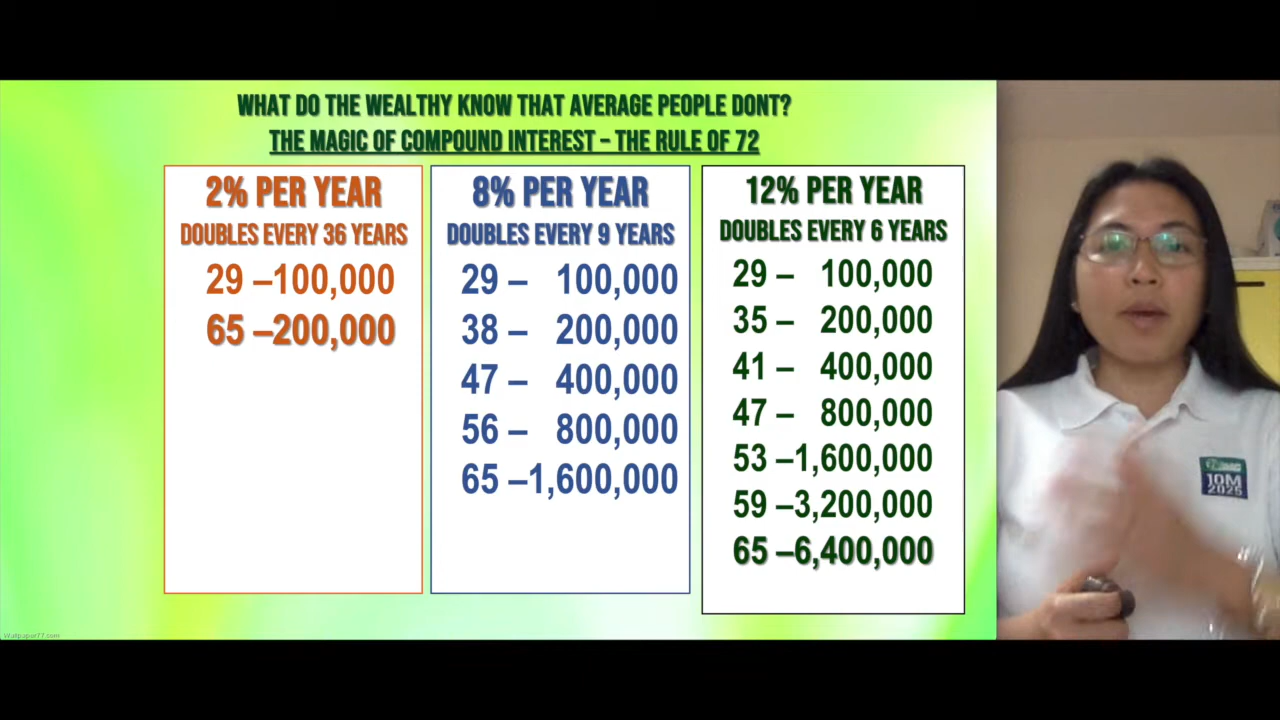 WHAT DO THE WEALTHY KNOW THAT AVERAGE PEOPLE DONT?
THE MAGIC OF COMPOUND INTEREST – THE RULE OF 72
2% PER YEAR
DOUBLES EVERY 36 YEARS
29 –100,000
65 –200,000
8% PER YEAR
DOUBLES EVERY 9 YEARS
29 – 100,000
38 – 200,000
47 – 400,000
56 – 800,000
65 –1,600,000
12% PER YEAR
DOUBLES EVERY 6 YEARS
29 – 100,000
35 – 200,000
41 – 400,000
47 – 800,000
53 –1,600,000
59 –3,200,000
65 –6,400,000
10M
2025